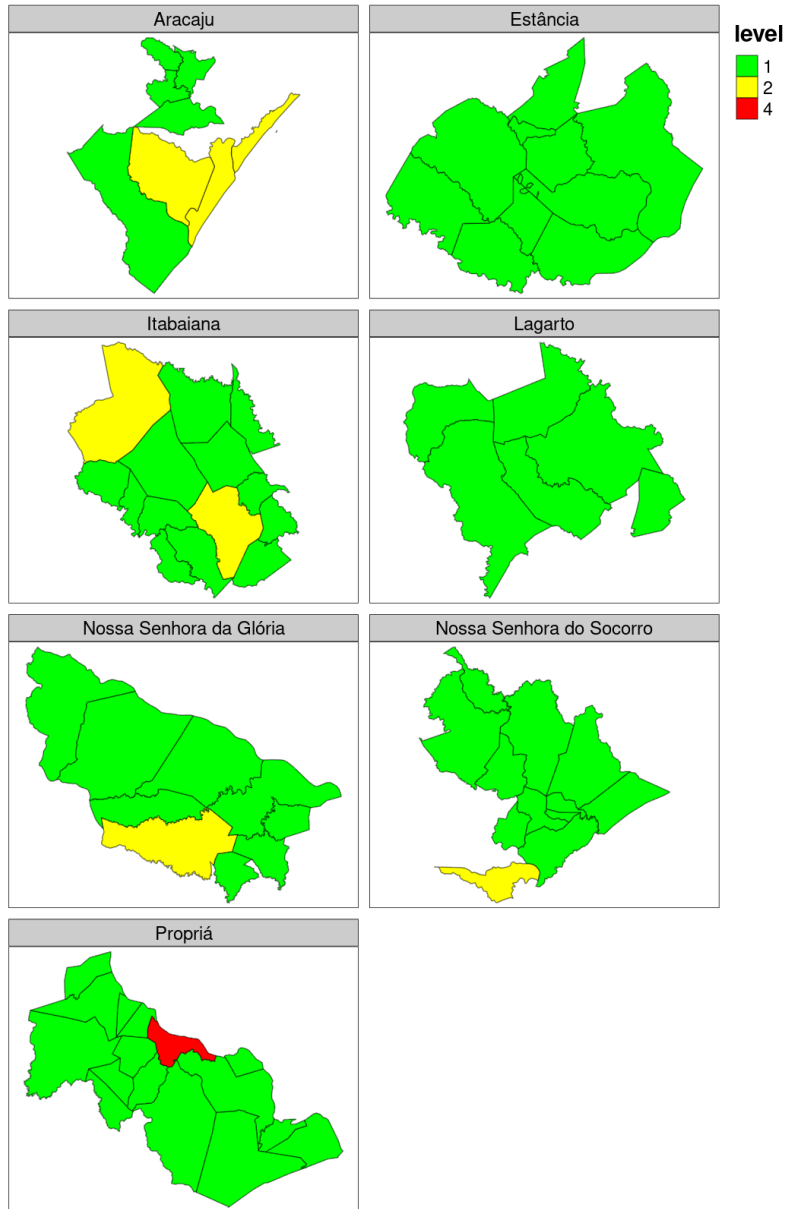 Aracaju
Estância
level
1
2
4
Itabaiana
Lagarto
Nossa Senhora da Glória
Nossa Senhora do Socorro
Propriá